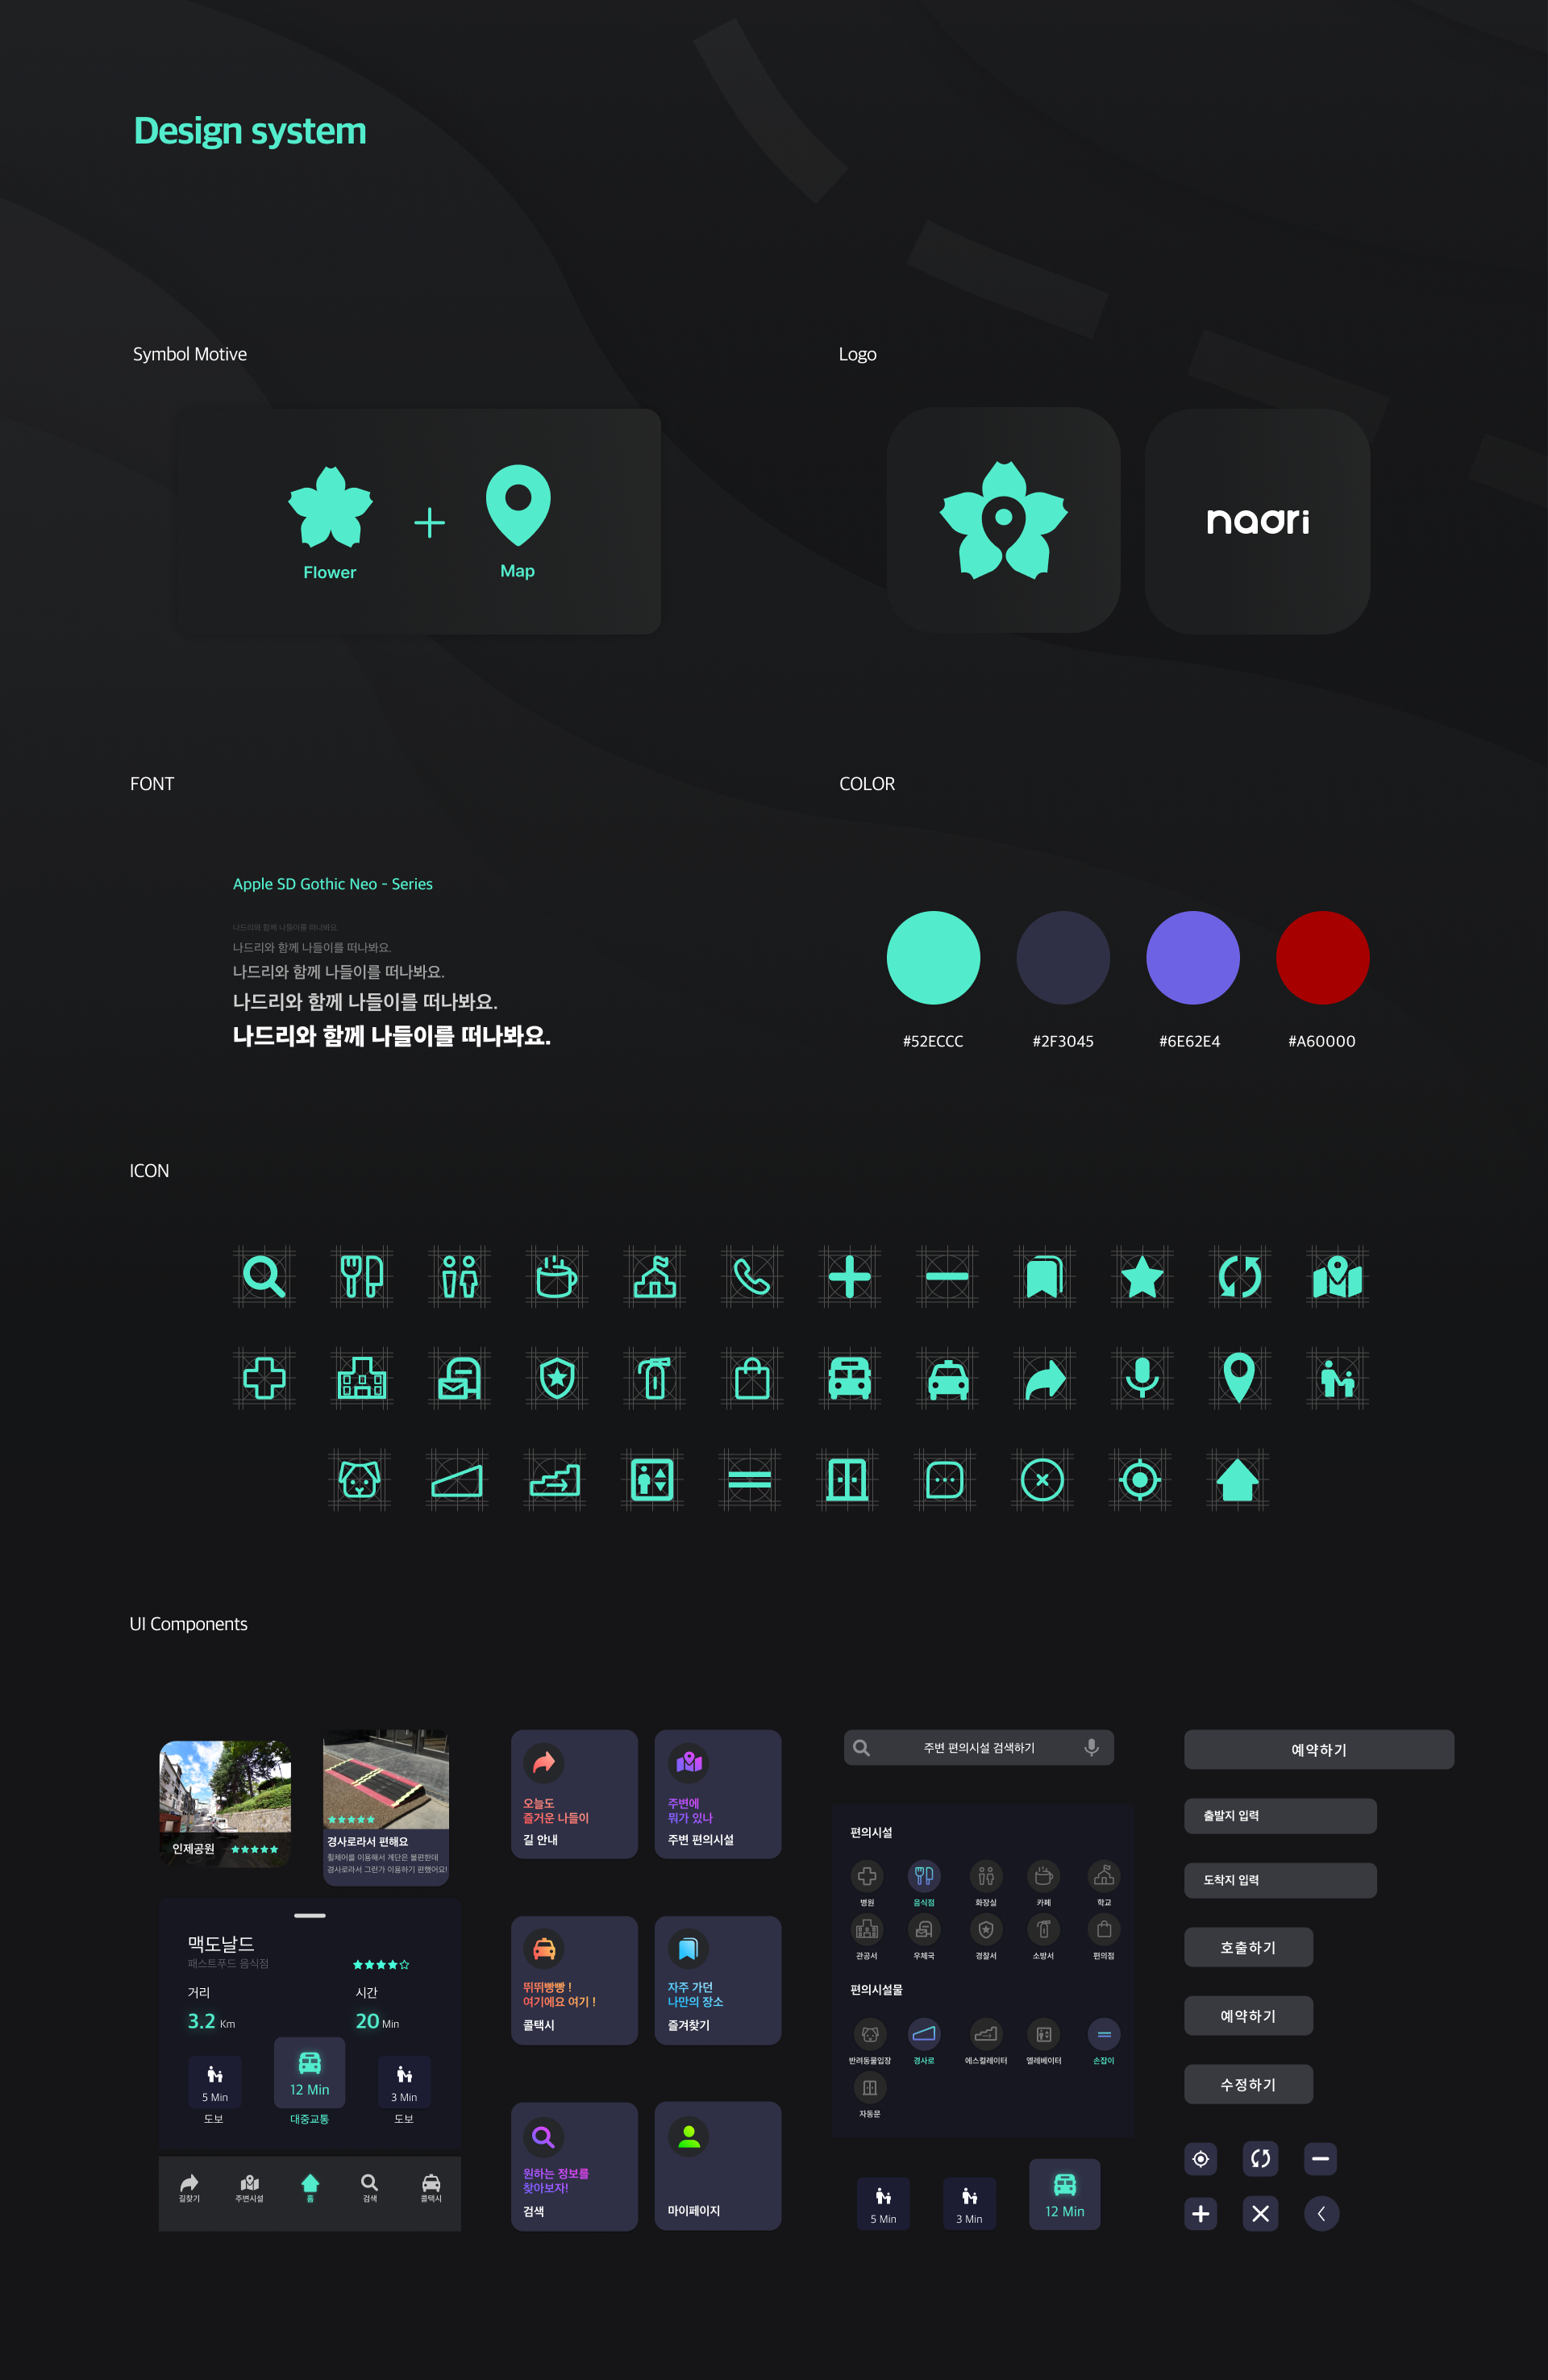 Design system
Symbol Motive
Logo
Flower
Map
naari
FONT
COLOR
Apple SD Gothic Neo - Series
나드리와 함께 나들이를 떠나봐요.
나드리와 함께 나들이를 떠나봐요.
나드리와 함께 나들이를 떠나봐요.
나드리와 함께 나들이를 떠나봐요.
나드리와 함께 나들이를 떠나봐요.
#52ECCC
#2F3045
#6E62E4
#A60000
ICON
UI Components
인제공원
경사로라서 편해요
휠체어를 이용해서 계단은 불편한데
경사로라서 그런가 이용하기 편했어요!
맥도날드
패스트푸드 음식점
거리
시간
3.2 Km
20 Min
5 Min
12 Min
3 Min
도보
대중교통
도보
길찾기
주변시설
홈
검색
콜택시
오늘도
즐거운 나들이
길 안내
주변에
뭐가 있나
주변 편의시설
뛰뛰빵빵 !
여기에요 여기 !
콜택시
자주 가던
나만의 장소
즐겨찾기
원하는 정보를
찾아보자!
검색
마이페이지
주변 편의시설 검색하기
편의시설
병원
음식점
화장실
카페
학교
관공서
우체국
경찰서
소방서
편의점
편의시설물
반려동물입장
경사로
에스컬레이터
엘레베이터
손잡이
자동문
5 Min
3 Min
12 Min
예약하기
출발지 입력
도착지 입력
호출하기
예약하기
수정하기